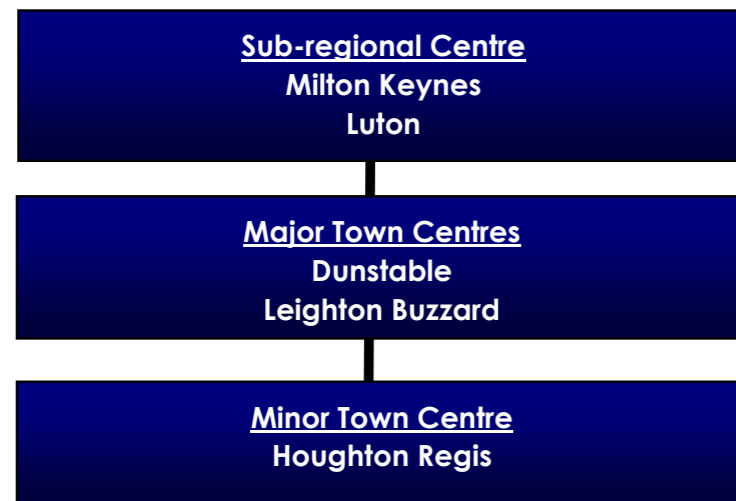 Sub-regional Centre
Milton Keynes
Luton
Major Town Centres
Dunstable
Leighton Buzzard
Minor Town Centre
Houghton Regis